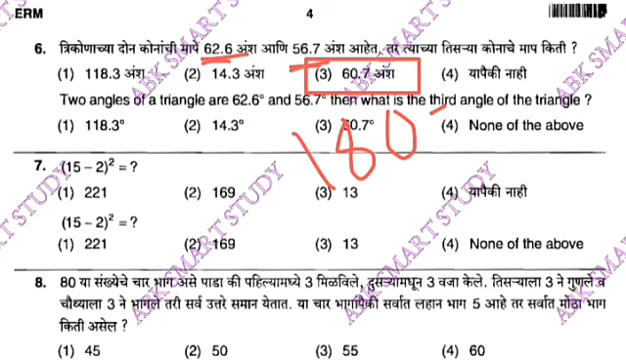 ERM 4
6. त्रिकोणाच्या दोन कोनांची मापे 62.6 अंश आणि 56.7 अंश आहेत, तर त्याच्या तिसऱ्या कोनाचे माप किती ?
(1) 118.3 अंश (2) 14.3 अंश (3) 60.7 अंश (4) यापैकी नाही
Two angles of a triangle are 62.6° and 56.7° then what is the third angle of the triangle ?
(1) 118.3° (2) 14.3° (3) 60.7° (4) None of the above
180-
7. (15 – 2)² = ?
(1) 221 (2) 169 (3) 13 (4) यापैकी नाही
(15 – 2)² = ?
(1) 221 (2) 169 (3) 13 (4) None of the above
8. 80 या संख्येचे चार भाग असे पाडा की पहिल्यामध्ये 3 मिळविले, दुसऱ्यामधून 3 वजा केले. तिसऱ्याला 3 ने गुणले व
चौथ्याला 3 ने भागले तरी सर्व उत्तरे समान येतात. या चार भागांपैकी सर्वात लहान भाग 5 आहे तर सर्वात मोठा भाग
किती असेल ?
(1) 45 (2) 50 (3) 55 (4) 60
ABK SMART STUDY